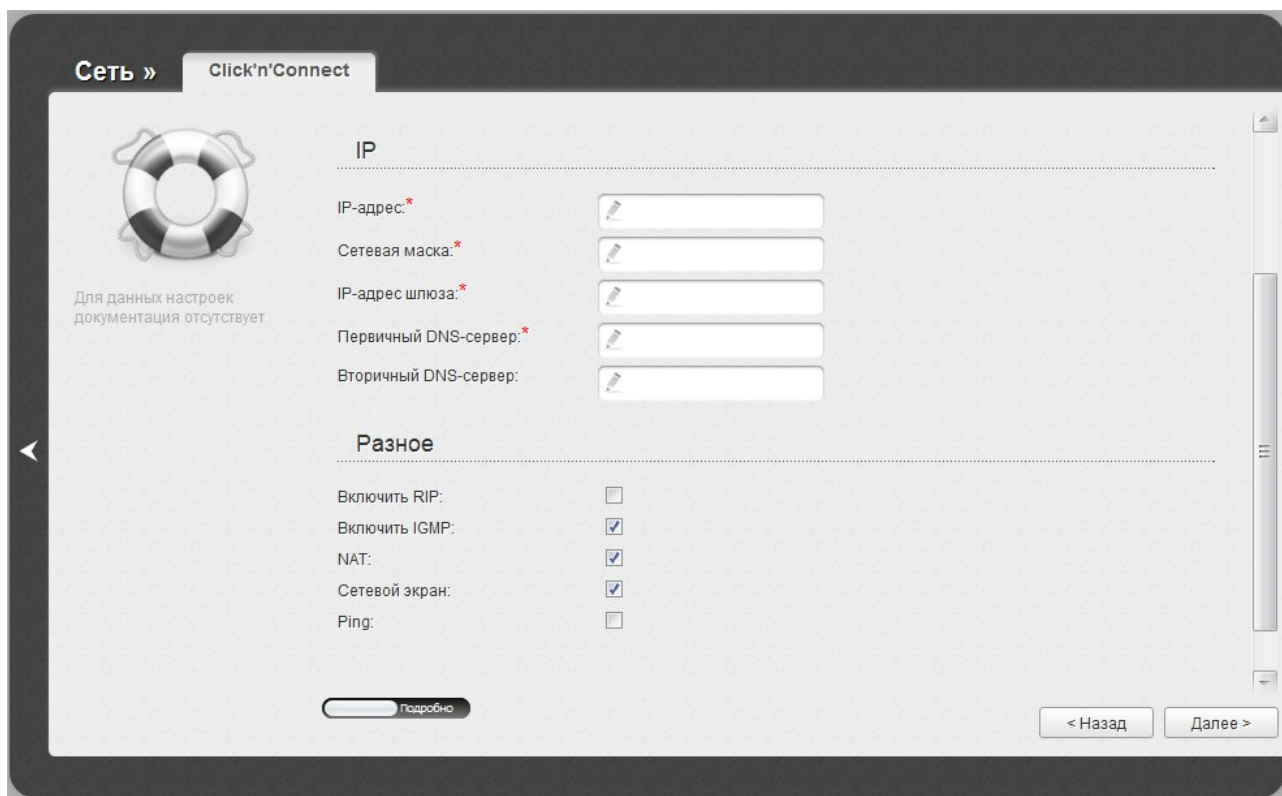 Сеть »
Click'n'Connect
Для данных настроек
документация отсутствует
IP
IP-адрес:*
Сетевая маска:*
IP-адрес шлюза:*
Первичный DNS-сервер:*
Вторичный DNS-сервер:
Разное
Включить RIP:
Включить IGMP:
NAT:
Сетевой экран:
Ping:
Подробно
< Назад
Далее >